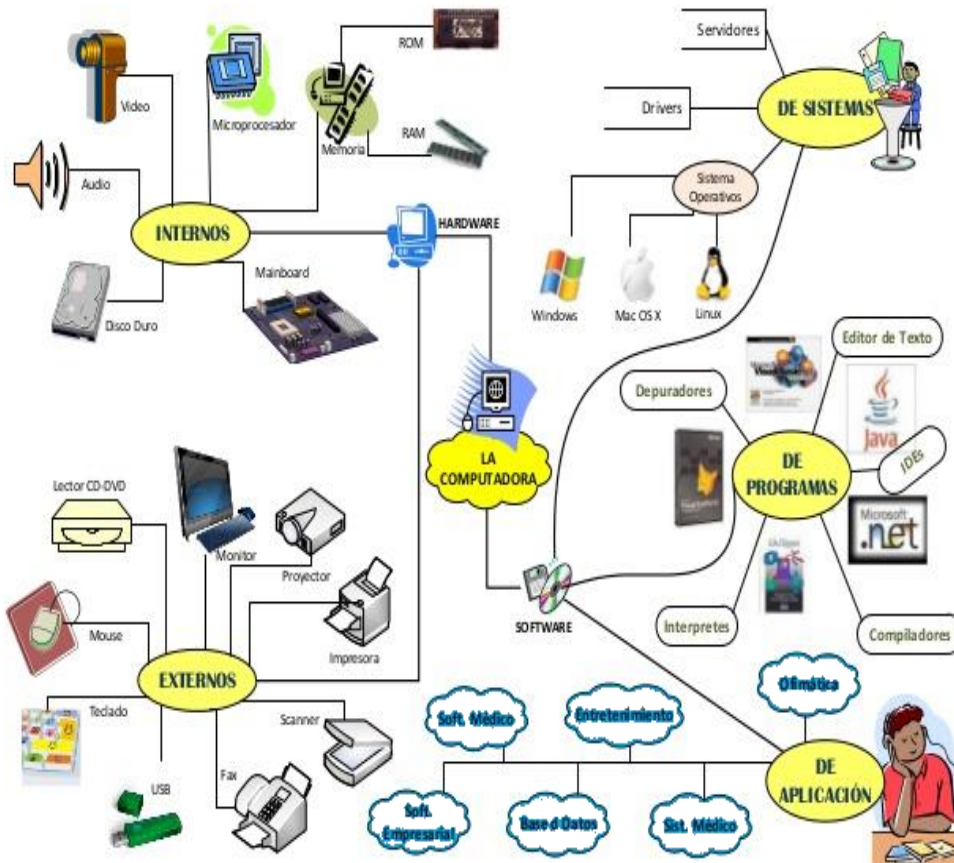 Video
Microprocesador
ROM
Memoria
RAM
Audio
INTERNOS
HARDWARE
Disco Duro
Mainboard
Servidores
DE SISTEMAS
Drivers
Sistema
Operativos
Windows
Mac OS X
Linux
LA
COMPUTADORA
Editor de Texto
Depuradores
Java
DE
PROGRAMAS
IDEs
Microsoft
.net
Interpretes
Compiladores
SOFTWARE
Lector CD-DVD
Monitor
Proyector
Mouse
Impresora
EXTERNOS
Teclado
Scanner
USB
Fax
Ofimática
Soft. Médico
Entretenimiento
DE
APLICACIÓN
Soft.
Empresarial
Base d Datos
Sist. Médico